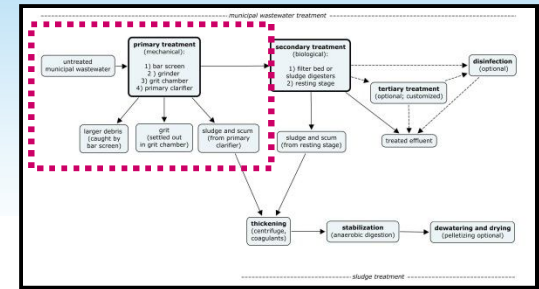 municipal wastewater treatment
untreated
municipal wastewater
primary treatment
(mechanical):
1) bar screen
2 ) grinder
3) grit chamber
4) primary clarifier
secondary treatment
(biological):
1) filter bed or
sludge digesters
2) resting stage
disinfection
(optional)
tertiary treatment
(optional; customized)
larger debris
(caught by
bar screen)
grit
(settled out
in grit chamber)
sludge and scum
(from primary
clarifier)
sludge and scum
(from resting stage)
treated effluent
thickening
(centrifuge,
coagulants)
stabilization
(anaerobic digestion)
dewatering and drying
(pelletizing optional)
sludge treatment